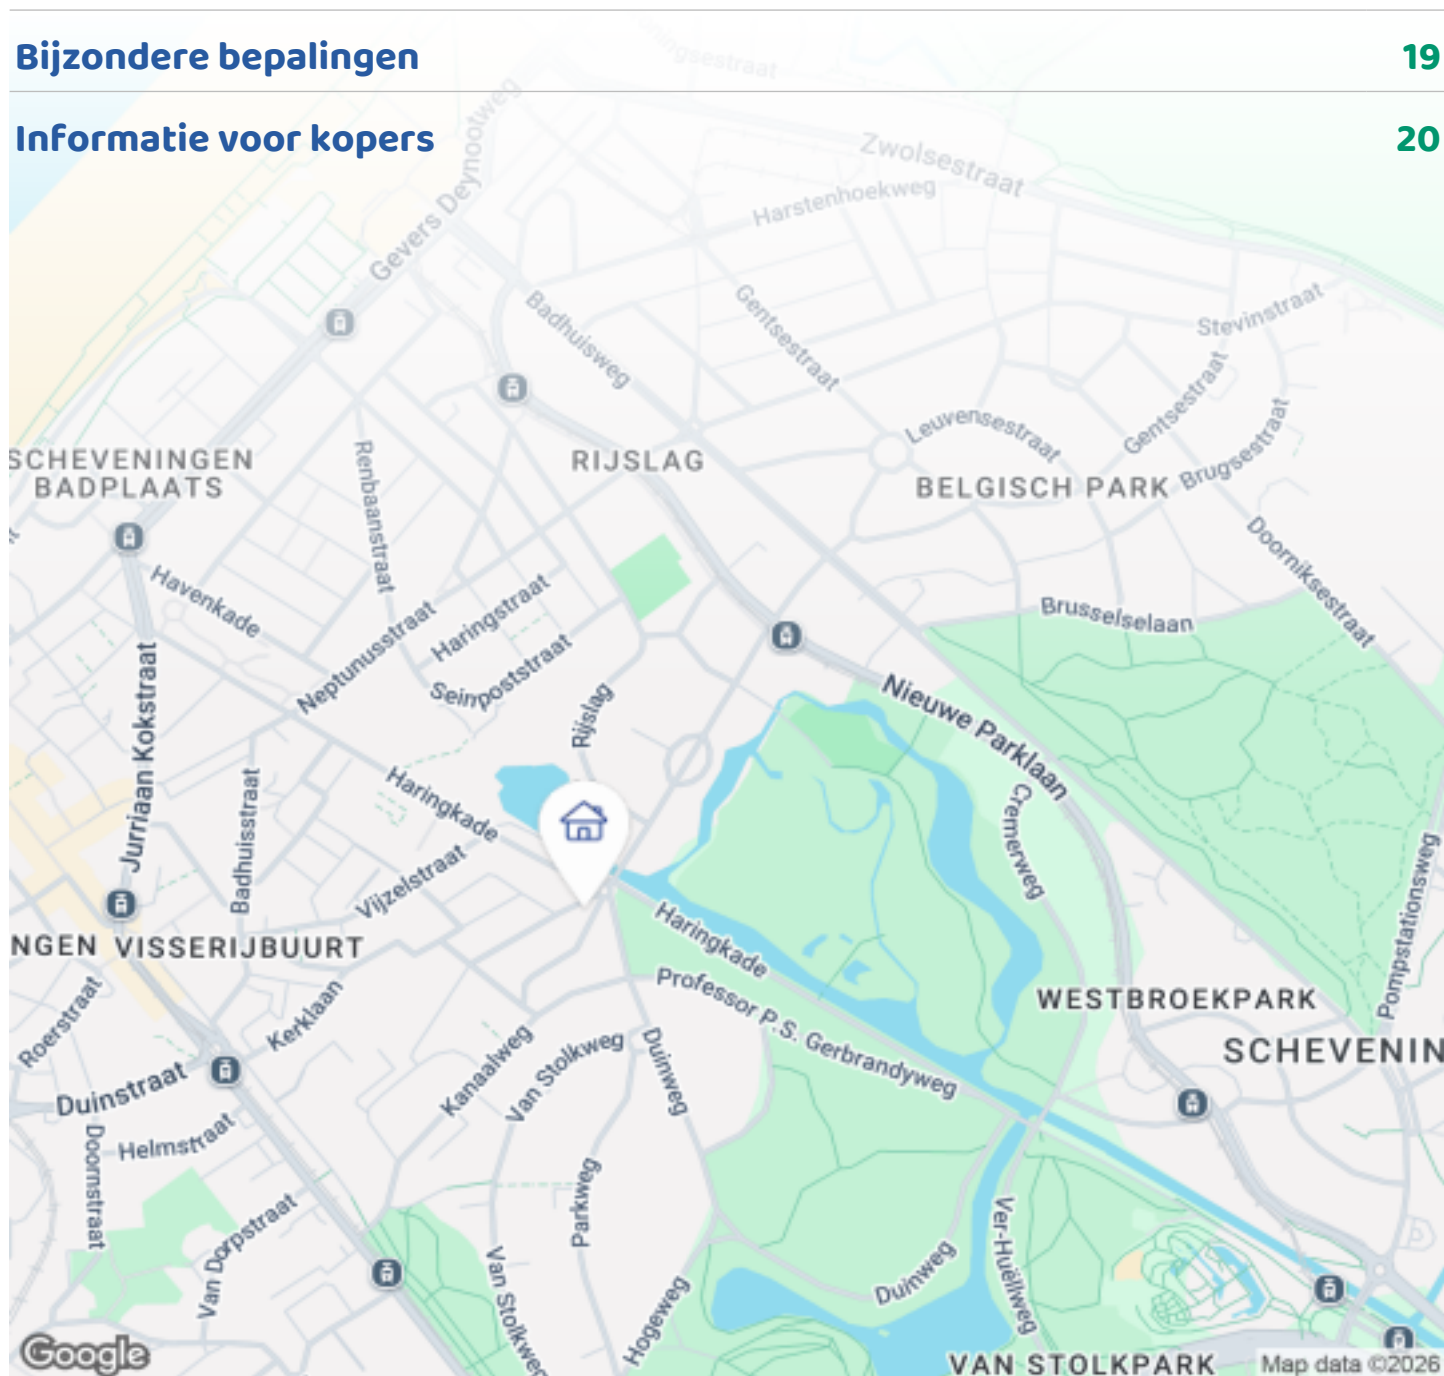 Bijzondere bepalingen 19
Informatie voor kopers 20
Gevers Deynootweg
Zwolsestraat
Harstenhoekweg
Badhuisweg
Gentsestraat
Stevinstraat
Leuvensestraat
Gentsestraat
Brugsestraat
SCHEVENINGEN
BADPLAATS
RIJSLAG
BELGISCH PARK
Renbaanstraat
Doorniksestraat
Havenkade
Haringstraat
Neptunusstraat
Seinpoststraat
Brusselselaan
Jurriaan Kokstraat
Rijslag
Nieuwe Parklaan
Haringkade
Badhuisstraat
Vijzelstraat
Cremerweg
Pompstationsweg
NGEN VISSERIJBUURT
Haringkade
Professor P.S. Gerbrandyweg
WESTBROEKPARK
SCHEVENIN
Roerstraat
Kerklaan
Kanaalweg
Van Stolkweg
Duinweg
Duinstraat
Helmstraat
Doornstraat
Van Dorpstraat
Parkweg
Van Stolkweg
Hogeweg
Duinweg
Ver-Huëllweg
VAN STOLKPARK
Google
Map data ©2026